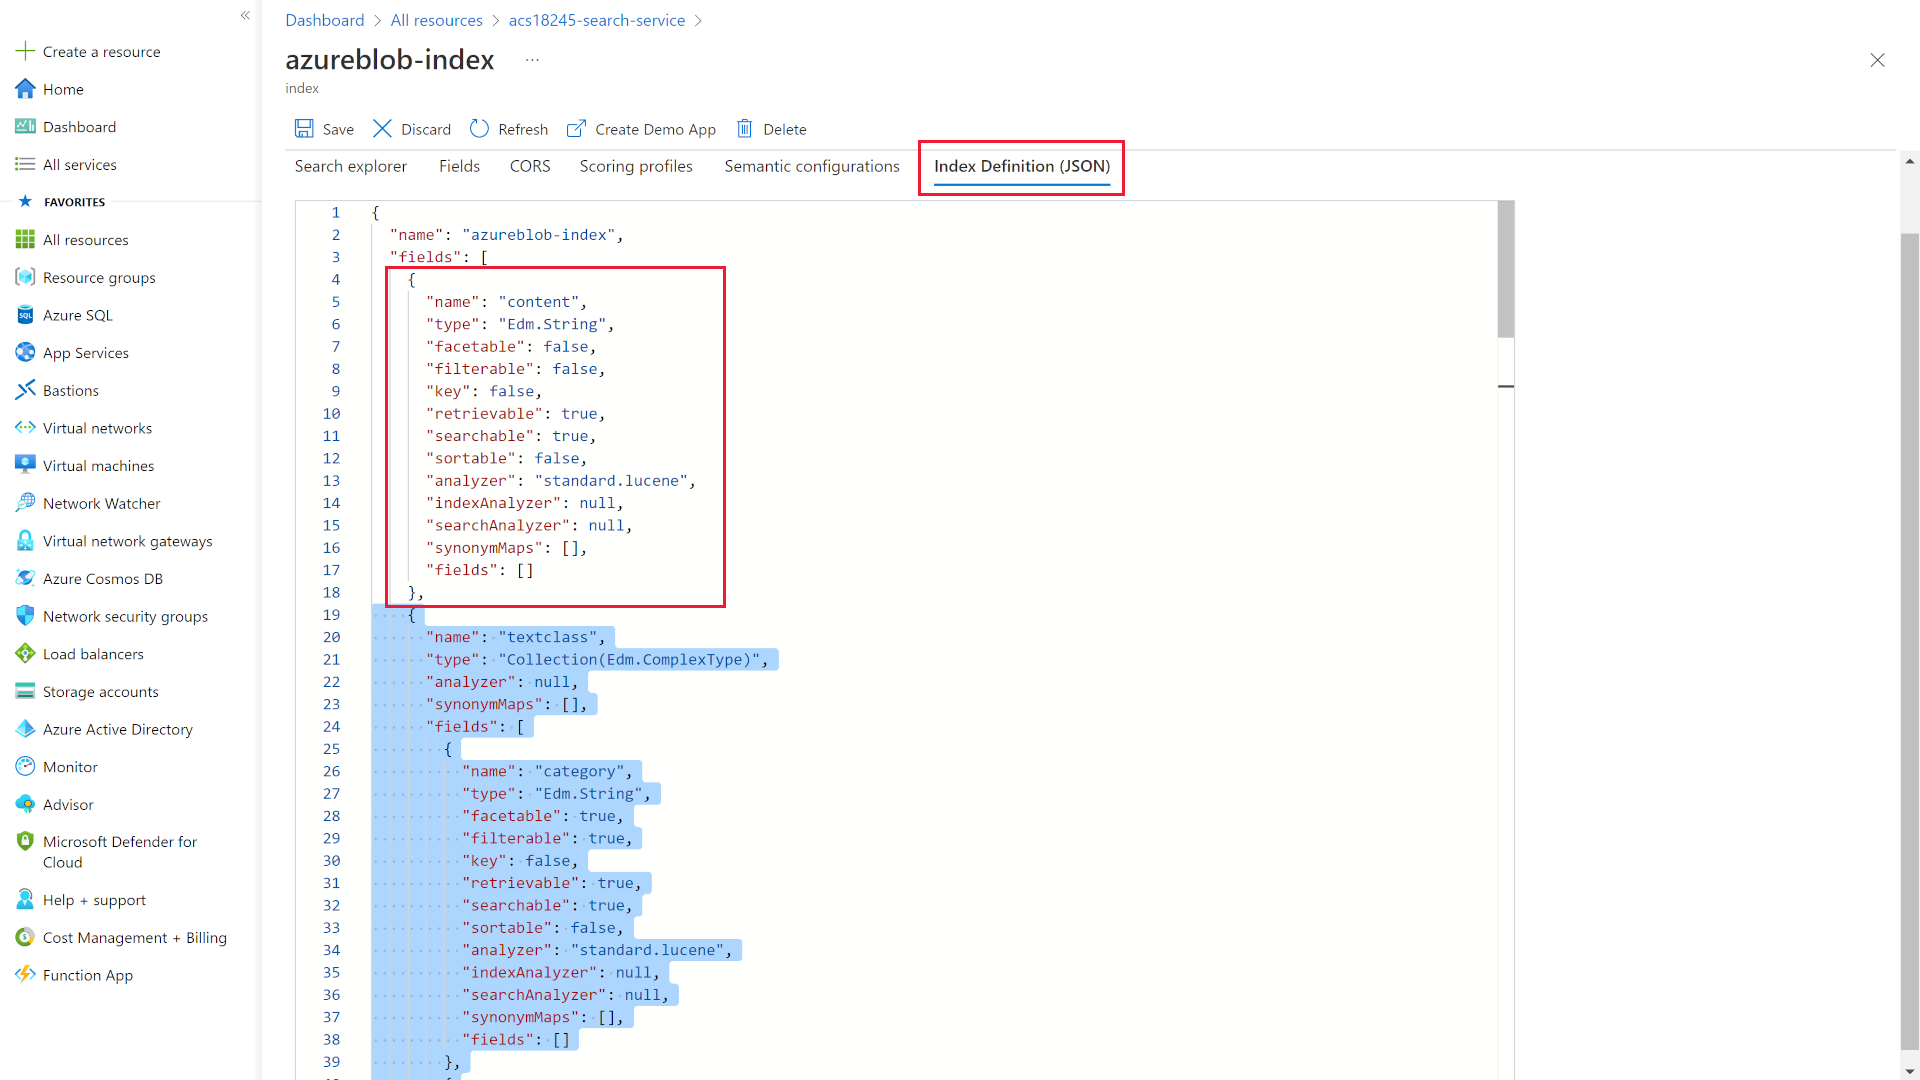 Create a resource
Home
Dashboard
All services
FAVORITES
All resources
Resource groups
Azure SQL
App Services
Bastions
Virtual networks
Virtual machines
Network Watcher
Virtual network gateways
Azure Cosmos DB
Network security groups
Load balancers
Storage accounts
Azure Active Directory
Monitor
Advisor
Microsoft Defender for
Cloud
Help + support
Cost Management + Billing
Function App
Dashboard > All resources > acs18245-search-service >
azureblob-index ...
index
Save Discard Refresh Create Demo App Delete
Search explorer Fields CORS Scoring profiles Semantic configurations Index Definition (JSON)
1 {
2 "name": "azureblob-index",
3 "fields": [
4 {
5 "name": "content",
6 "type": "Edm.String",
7 "facetable": false,
8 "filterable": false,
9 "key": false,
10 "retrievable": true,
11 "searchable": true,
12 "sortable": false,
13 "analyzer": "standard.lucene",
14 "indexAnalyzer": null,
15 "searchAnalyzer": null,
16 "synonymMaps": [],
17 "fields": []
18 },
19 {
20 "name": "textclass",
21 "type": "Collection(Edm.ComplexType)",
22 "analyzer": null,
23 "synonymMaps": [],
24 "fields": [
25 {
26 "name": "category",
27 "type": "Edm.String",
28 "facetable": true,
29 "filterable": true,
30 "key": false,
31 "retrievable": true,
32 "searchable": true,
33 "sortable": false,
34 "analyzer": "standard.lucene",
35 "indexAnalyzer": null,
36 "searchAnalyzer": null,
37 "synonymMaps": [],
38 "fields": []
39 },